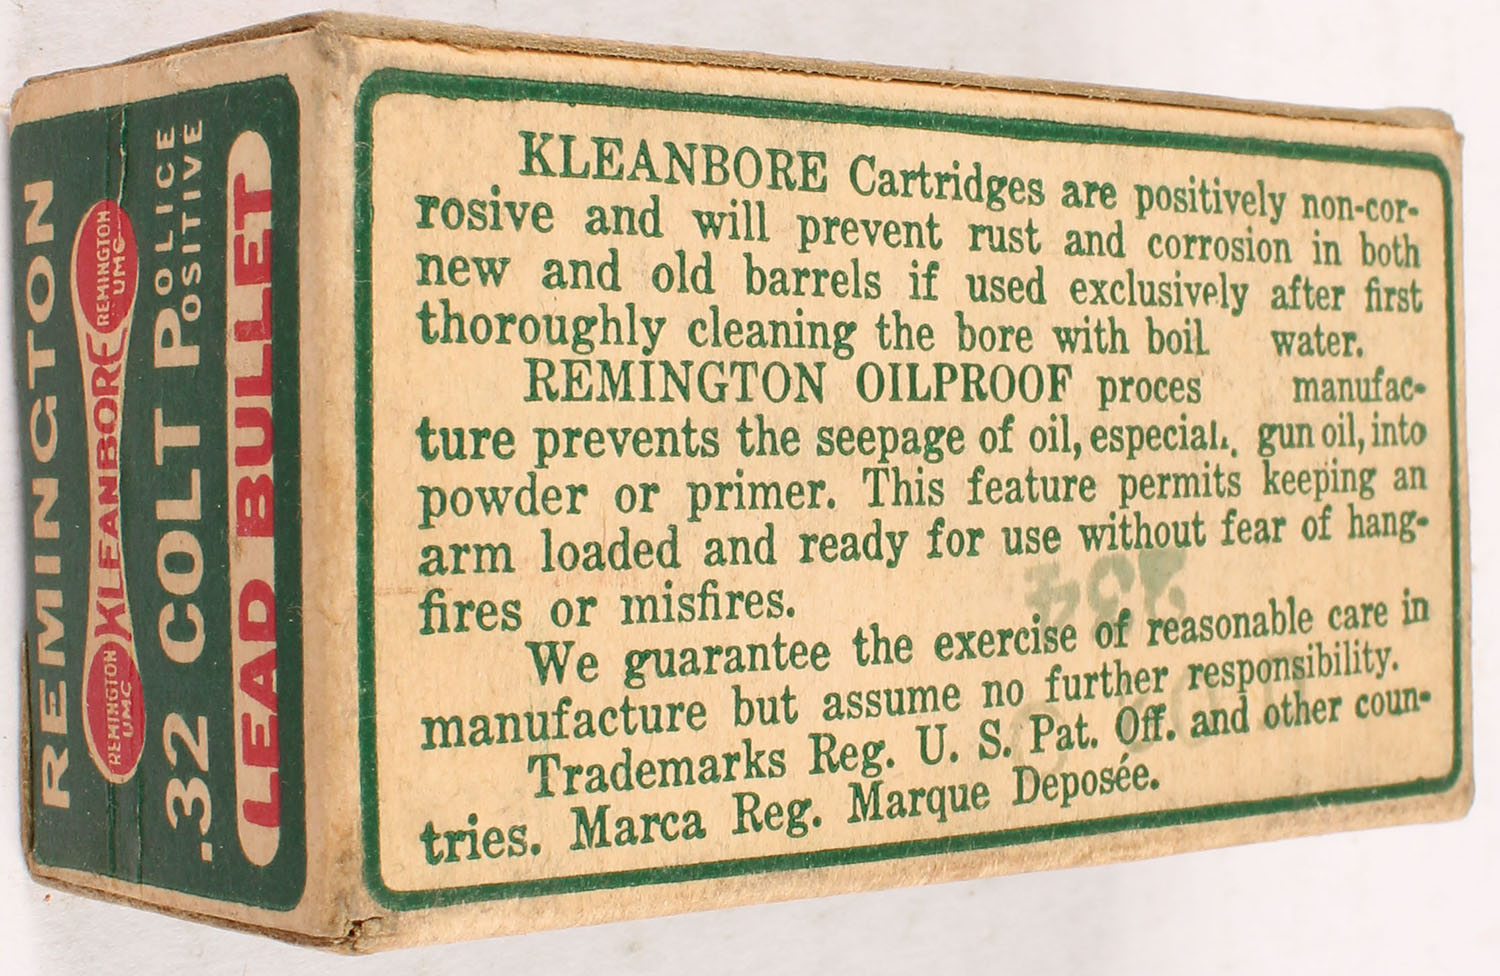 REMINGTON
REMINGTON UMC KLEANBORE REMINGTON UMC
.32 COLT POLICE POSITIVE
LEAD BULLET
KLEANBORE Cartridges are positively non-cor-
rosive and will prevent rust and corrosion in both
new and old barrels if used exclusively after first
thoroughly cleaning the bore with boil water.
REMINGTON OILPROOF proces manufac-
ture prevents the seepage of oil, especial. gun oil, into
powder or primer. This feature permits keeping an
arm loaded and ready for use without fear of hang-
fires or misfires.
We guarantee the exercise of reasonable care in
manufacture but assume no further responsibility.
Trademarks Reg. U. S. Pat. Off. and other coun-
tries. Marca Reg. Marque Deposée.